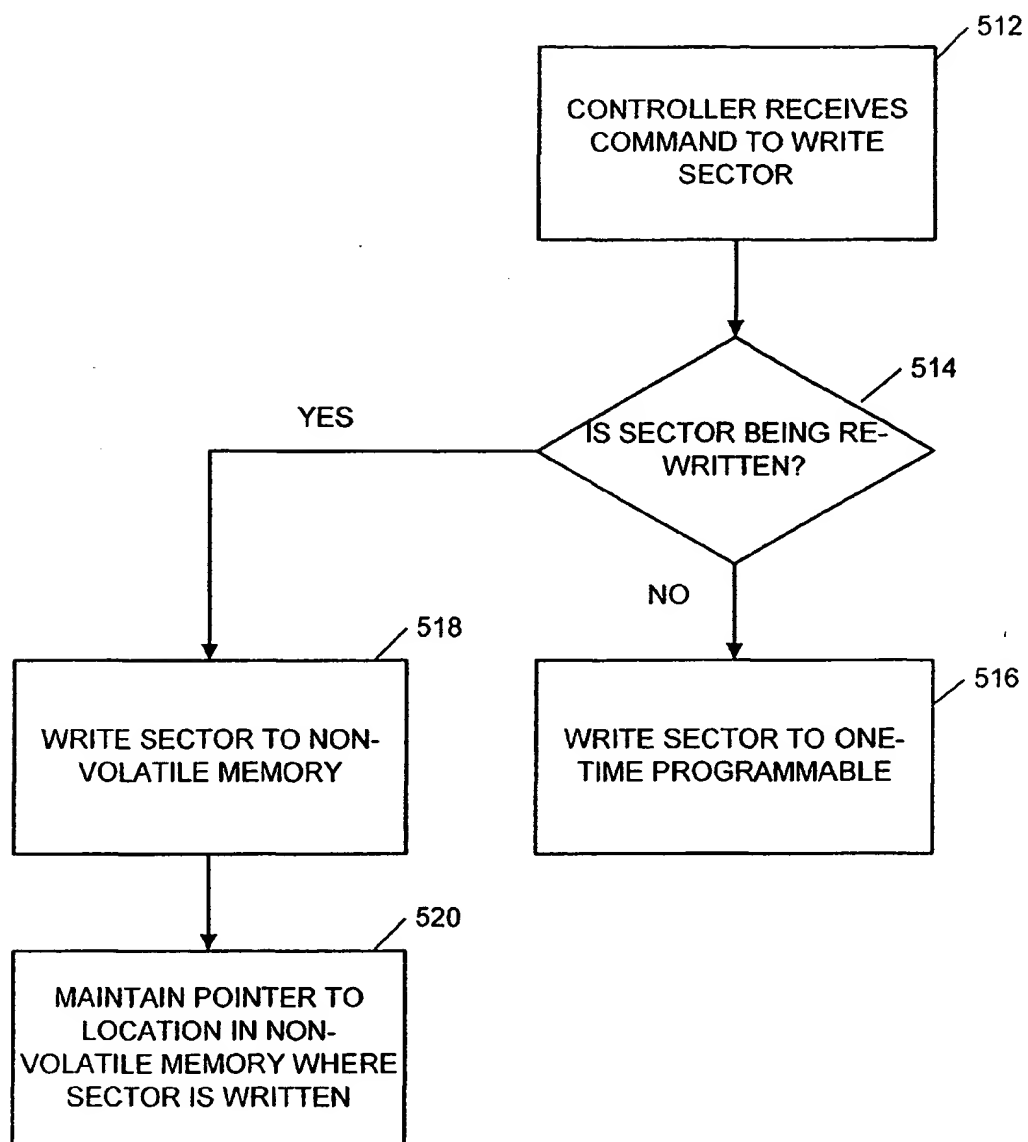 512
CONTROLLER RECEIVES
COMMAND TO WRITE
SECTOR
514
YES
IS SECTOR BEING RE-
WRITTEN?
NO
518
516
WRITE SECTOR TO NON-
VOLATILE MEMORY
WRITE SECTOR TO ONE-
TIME PROGRAMMABLE
520
MAINTAIN POINTER TO
LOCATION IN NON-
VOLATILE MEMORY WHERE
SECTOR IS WRITTEN